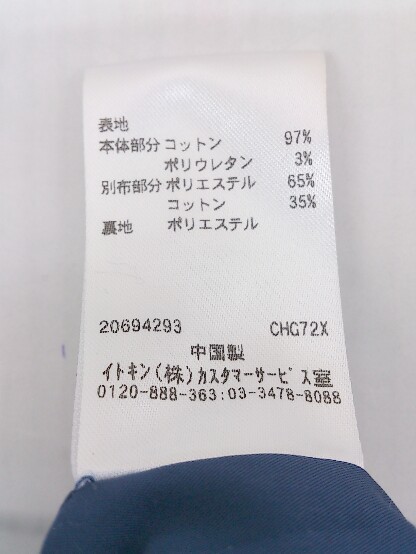 表地
本体部分 コットン 97%
ポリウレタン 3%
別布部分 ポリエステル 65%
コットン 35%
裏地 ポリエステル
20694293 CHG72X
中国製
イトキン(株)カスタマーサービス室
0120-888-363:03-3478-8088